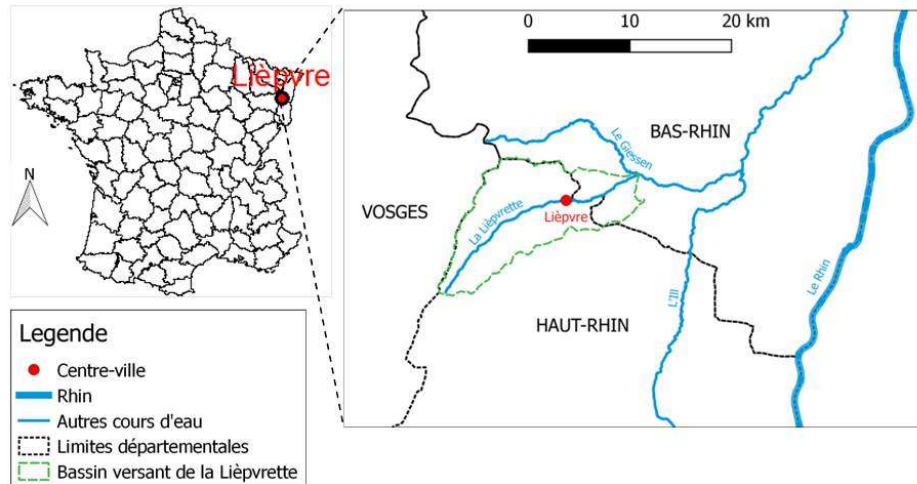 Lièpvre
N
0 10 20 km
BAS-RHIN
Le Giessen
VOSGES
La Lièpvrette
Lièpvre
L'Ill
Le Rhin
HAUT-RHIN
Legende
Centre-ville
Rhin
Autres cours d'eau
Limites départementales
Bassin versant de la Lièpvrette